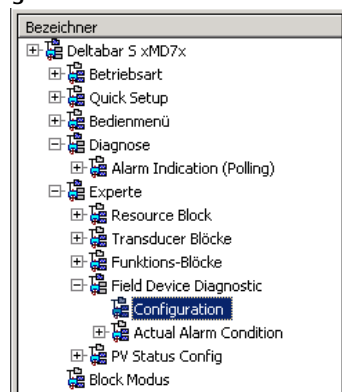 Bezeichner
Deltabar S xMD7x
Betriebsart
Quick Setup
Bedienmenü
Diagnose
Alarm Indication (Polling)
Experte
Resource Block
Transducer Blöcke
Funktions-Blöcke
Field Device Diagnostic
Configuration
Actual Alarm Condition
PV Status Config
Block Modus